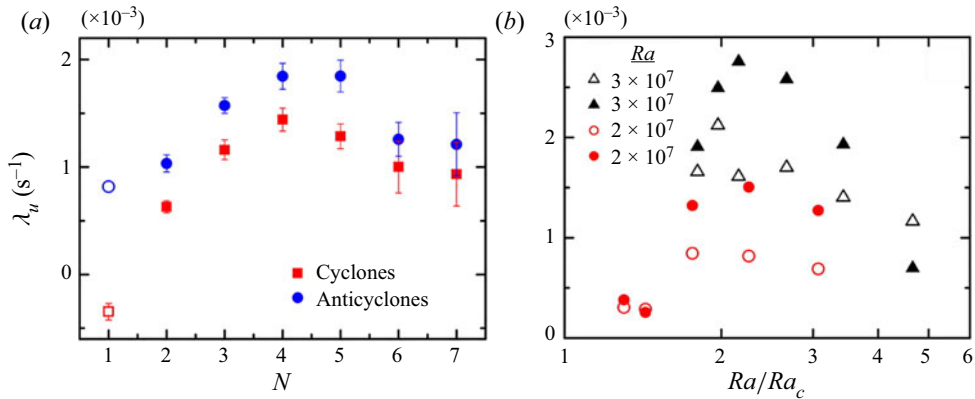 (a)
(×10⁻³)
2
1
0
λᵤ (s⁻¹)
Cyclones
Anticyclones
1 2 3 4 5 6 7
N
(b)
(×10⁻³)
3
2
1
0
Ra
3 × 10⁷
3 × 10⁷
2 × 10⁷
2 × 10⁷
1 2 3 4 5 6
Ra/Ra_c